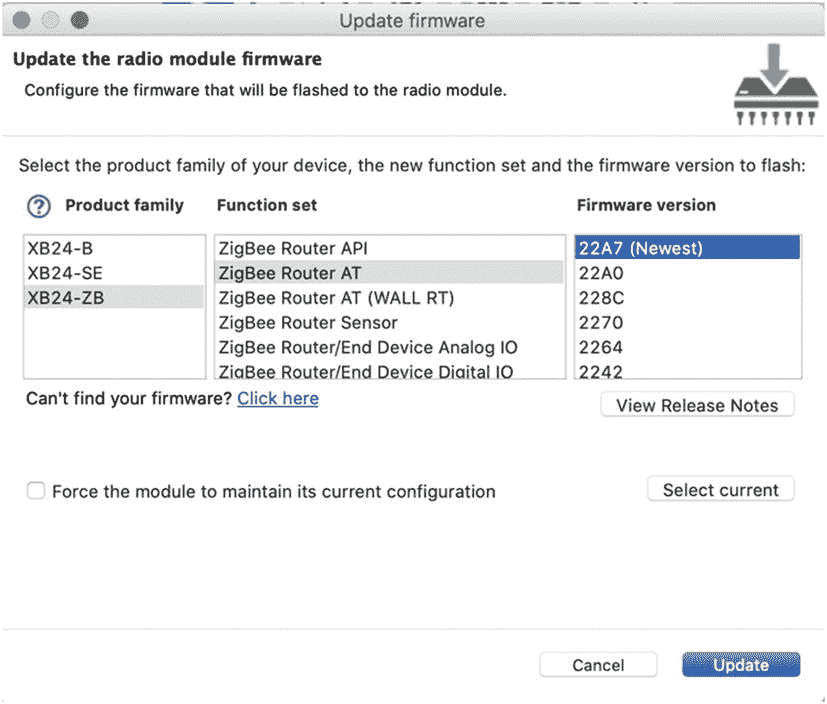 Update firmware
Update the radio module firmware
Configure the firmware that will be flashed to the radio module.
Select the product family of your device, the new function set and the firmware version to flash:
? Product family
XB24-B
XB24-SE
XB24-ZB
Function set
ZigBee Router API
ZigBee Router AT
ZigBee Router AT (WALL RT)
ZigBee Router Sensor
ZigBee Router/End Device Analog IO
ZigBee Router/End Device Digital IO
Firmware version
22A7 (Newest)
22A0
228C
2270
2264
2242
Can't find your firmware? Click here
View Release Notes
Force the module to maintain its current configuration
Select current
Cancel
Update